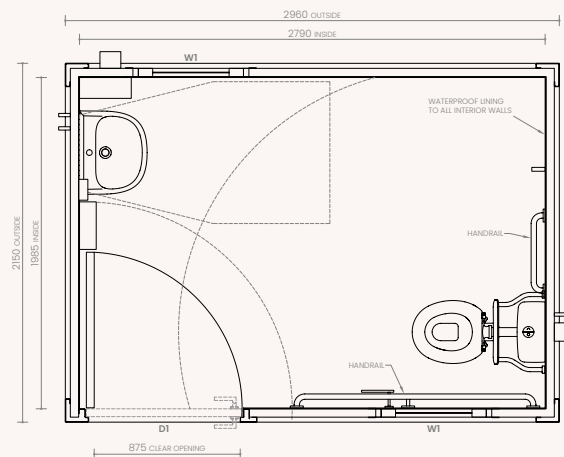 2960 OUTSIDE
2790 INSIDE
W1
WATERPROOF LINING
TO ALL INTERIOR WALLS
2150 OUTSIDE
1985 INSIDE
HANDRAIL
HANDRAIL
D1
W1
875 CLEAR OPENING